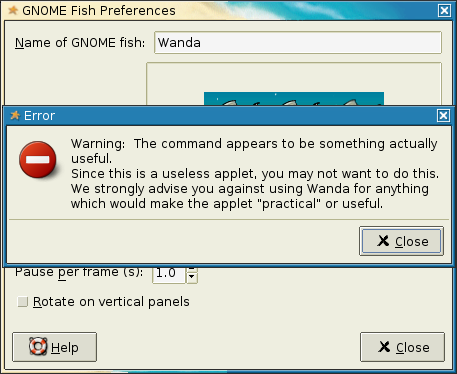 GNOME Fish Preferences
Name of GNOME fish: Wanda
Error
Warning:  The command appears to be something actually
useful.
Since this is a useless applet, you may not want to do this.
We strongly advise you against using Wanda for anything
which would make the applet "practical" or useful.
Close
Pause per frame (s): 1.0
Rotate on vertical panels
Help
Close